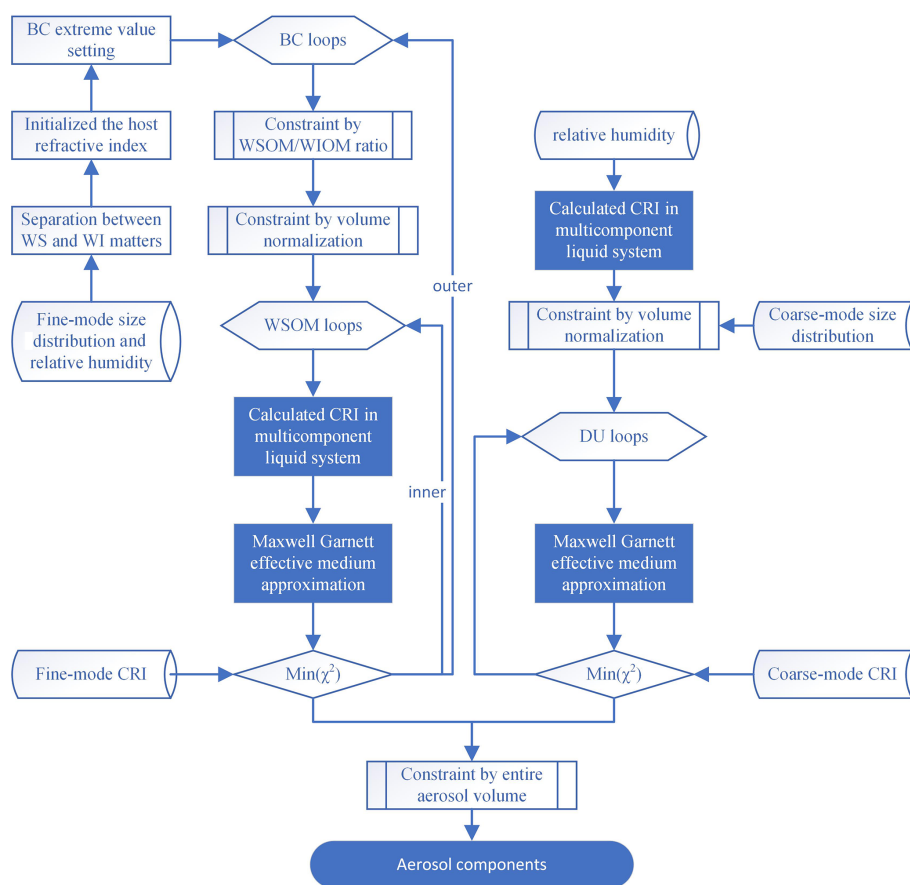 BC extreme value
setting
BC loops
Initialized the host
refractive index
Constraint by
WSOM/WIOM ratio
relative humidity
Separation between
WS and WI matters
Constraint by volume
normalization
Calculated CRI in
multicomponent
liquid system
outer
Fine-mode size
distribution and
relative humidity
WSOM loops
Constraint by volume
normalization
Coarse-mode size
distribution
Calculated CRI in
multicomponent
liquid system
DU loops
inner
Maxwell Garnett
effective medium
approximation
Maxwell Garnett
effective medium
approximation
Fine-mode CRI
Min(χ²)
Min(χ²)
Coarse-mode CRI
Constraint by entire
aerosol volume
Aerosol components